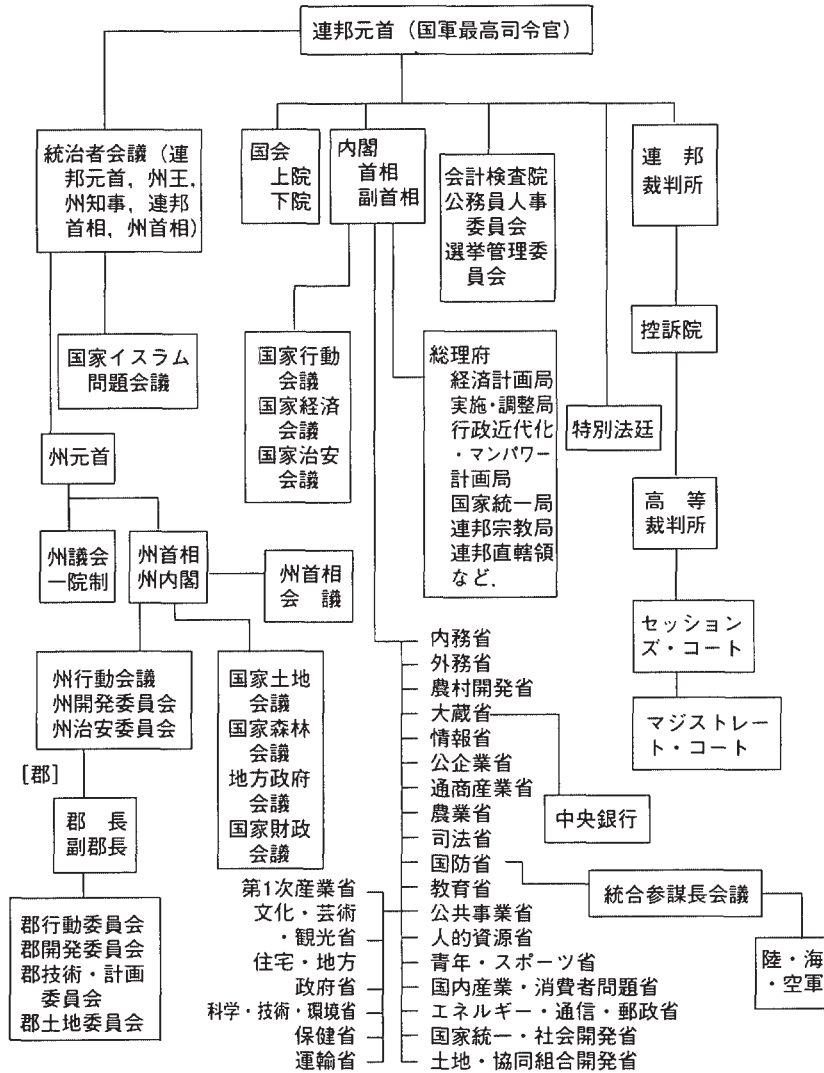 連邦元首（国軍最高司令官）
統治者会議（連
邦元首，州王，
州知事，連邦
首相，州首相）
国会
上院
下院
内閣
首相
副首相
会計検査院
公務員人事
委員会
選挙管理委
員会
連邦
裁判所
国家イスラム
問題会議
国家行動
会議
国家経済
会議
国家治安
会議
総理府
経済計画局
実施・調整局
行政近代化
・マンパワー
計画局
国家統一局
連邦宗教局
連邦直轄領
など．
特別法廷
控訴院
州元首
高等
裁判所
州議会
一院制
州首相
州内閣
州首相
会議
セッション
ズ・コート
マジストレー
ト・コート
州行動会議
州開発委員会
州治安委員会
国家土地
会議
国家森林
会議
地方政府
会議
国家財政
会議
[郡]
郡長
副郡長
郡行動委員会
郡開発委員会
郡技術・計画
委員会
郡土地委員会
内務省
外務省
農村開発省
大蔵省
情報省
公企業省
通商産業省
農業省
司法省
国防省
教育省
公共事業省
人的資源省
青年・スポーツ省
国内産業・消費者問題省
エネルギー・通信・郵政省
国家統一・社会開発省
土地・協同組合開発省
中央銀行
統合参謀長会議
陸・海
・空軍
第1次産業省
文化・芸術
・観光省
住宅・地方
政府省
科学・技術・環境省
保健省
運輸省